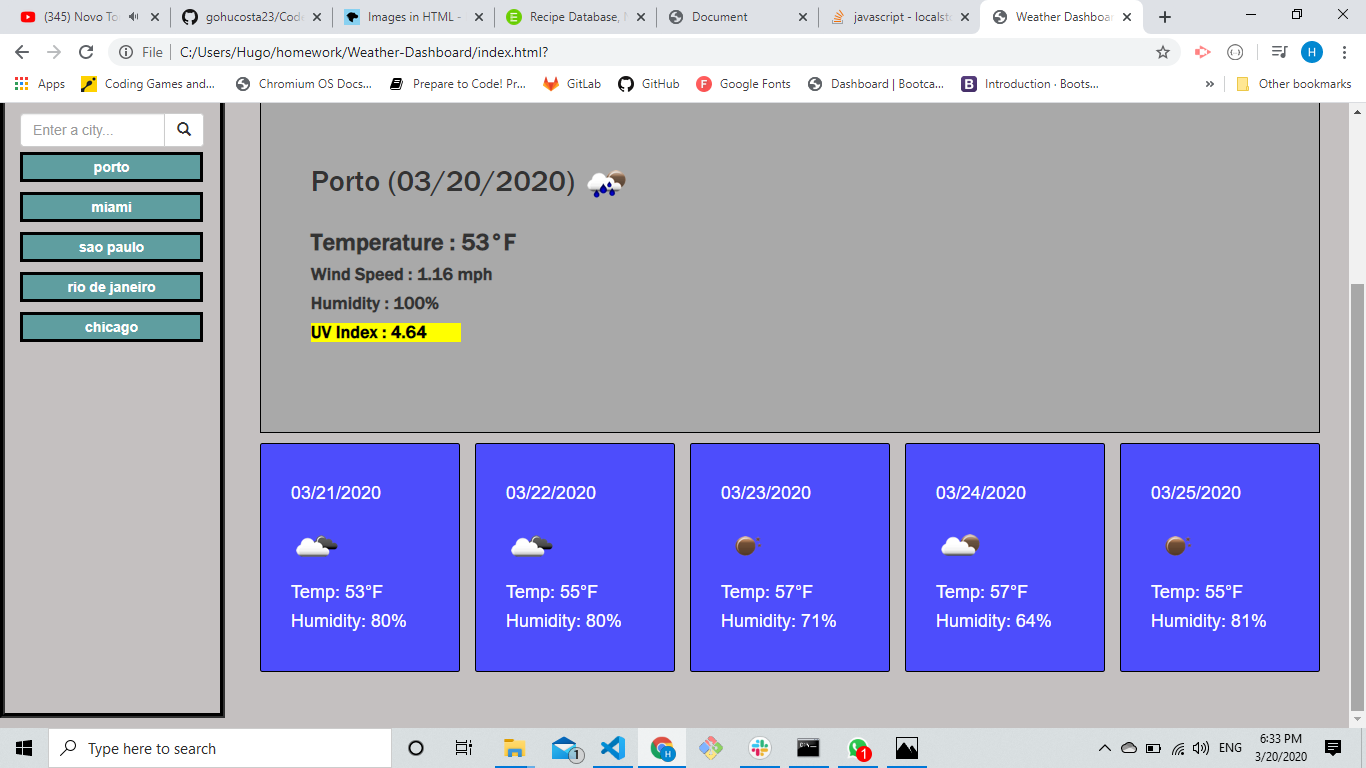 (345) Novo To
gohucosta23/Cod
Images in HTML -
Recipe Database,
Document
javascript - localst
Weather Dashboa
File
C:/Users/Hugo/homework/Weather-Dashboard/index.html?
H
Apps
Coding Games and...
Chromium OS Docs...
Prepare to Code! Pr...
GitLab
GitHub
F
Google Fonts
Dashboard | Bootca...
B
Introduction · Boots...
»
Other bookmarks
Enter a city...
porto
miami
sao paulo
rio de janeiro
chicago
Porto (03/20/2020)
Temperature : 53°F
Wind Speed : 1.16 mph
Humidity : 100%
UV Index : 4.64
03/21/2020
Temp: 53°F
Humidity: 80%
03/22/2020
Temp: 55°F
Humidity: 80%
03/23/2020
Temp: 57°F
Humidity: 71%
03/24/2020
Temp: 57°F
Humidity: 64%
03/25/2020
Temp: 55°F
Humidity: 81%
Type here to search
1
H
1
ENG
6:33 PM
3/20/2020